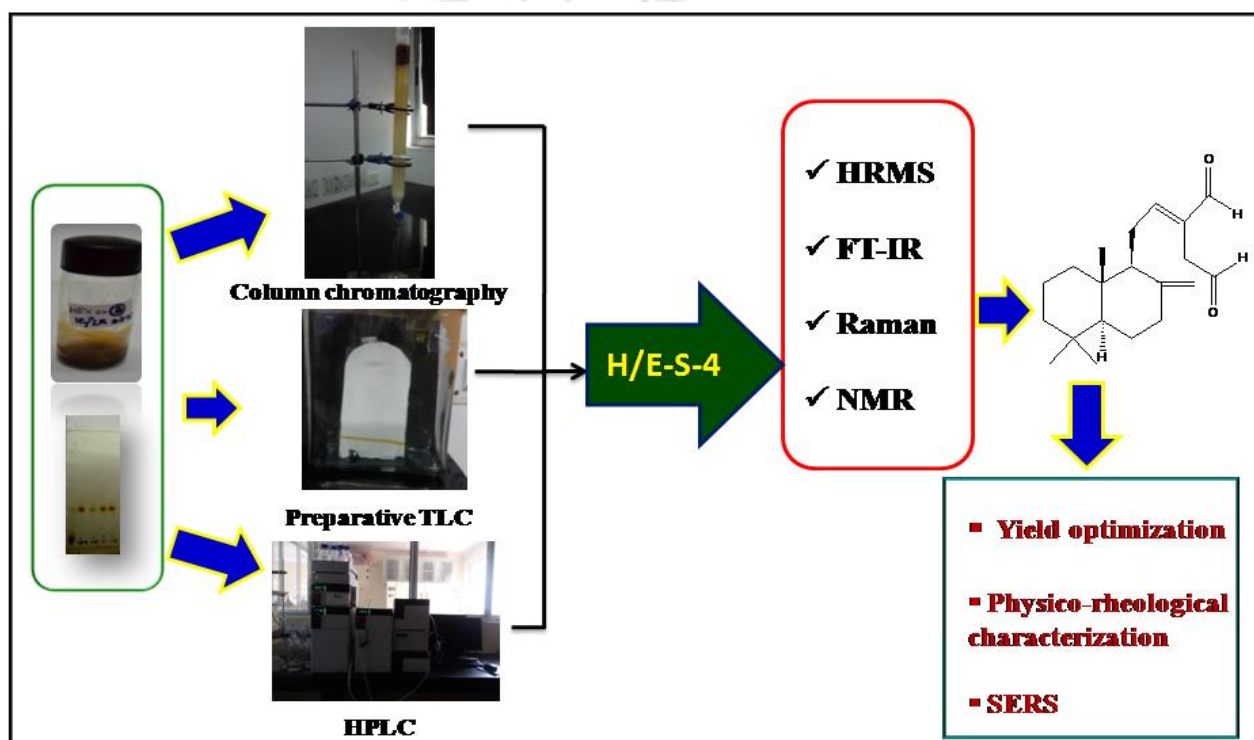 Column chromatography
Preparative TLC
HPLC
H/E-S-4
✓ HRMS
✓ FT-IR
✓ Raman
✓ NMR
O
H
O
H
H
▪ Yield optimization
▪ Physico-rheological
characterization
▪ SERS